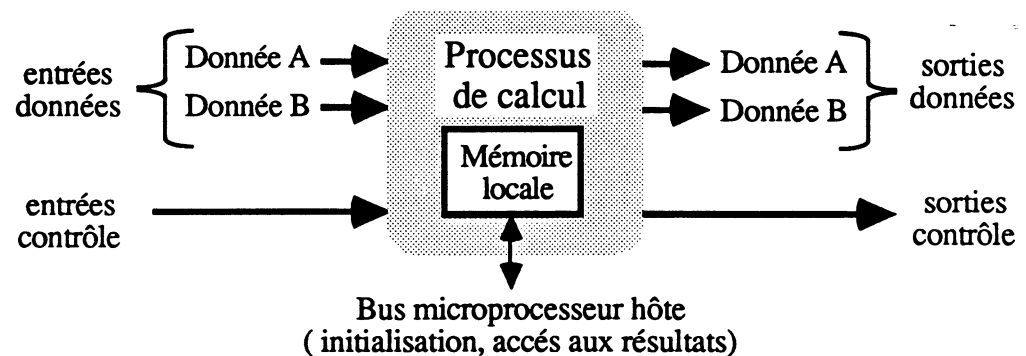 entrées
données
Donnée A
Donnée B
Processus
de calcul
Mémoire
locale
Donnée A
Donnée B
sorties
données
entrées
contrôle
sorties
contrôle
Bus microprocesseur hôte
( initialisation, accés aux résultats)